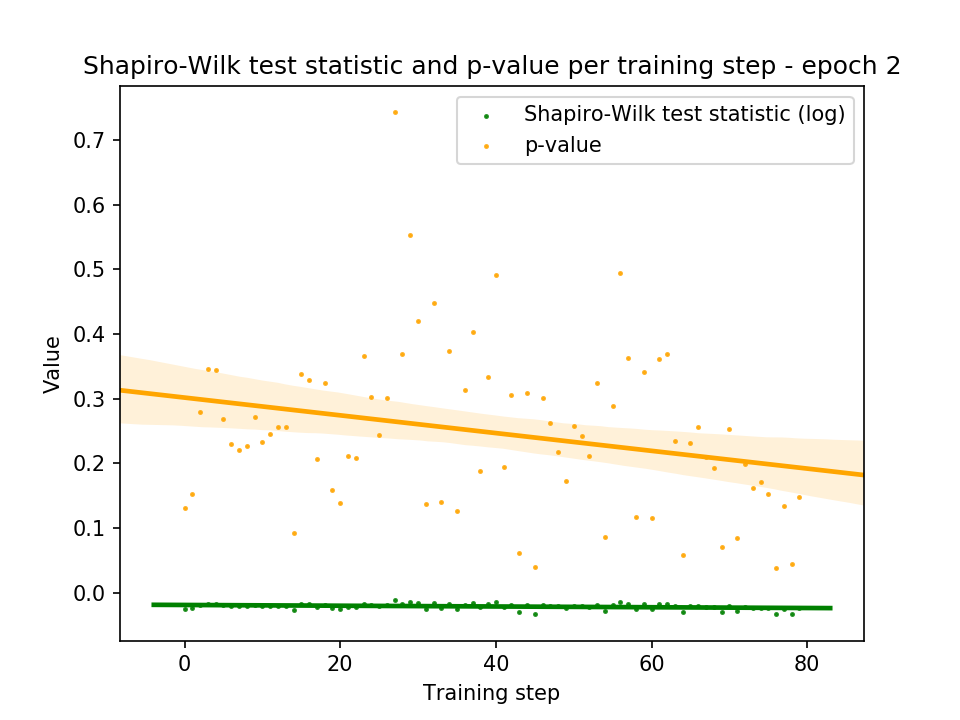 Shapiro-Wilk test statistic and p-value per training step - epoch 2
Shapiro-Wilk test statistic (log)
p-value
0.7
0.6
0.5
0.4
0.3
0.2
0.1
0.0
Value
0 20 40 60 80
Training step